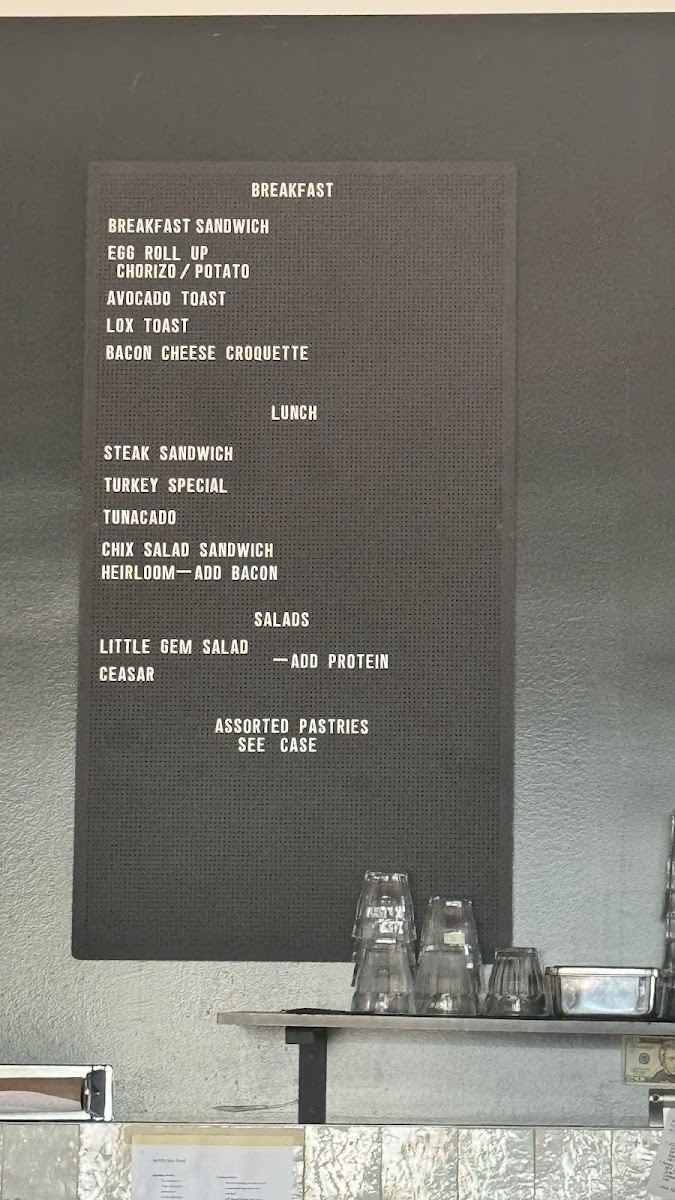 BREAKFAST
BREAKFAST SANDWICH
EGG ROLL UP
CHORIZO / POTATO
AVOCADO TOAST
LOX TOAST
BACON CHEESE CROQUETTE
LUNCH
STEAK SANDWICH
TURKEY SPECIAL
TUNACADO
CHIX SALAD SANDWICH
HEIRLOOM—ADD BACON
SALADS
LITTLE GEM SALAD
—ADD PROTEIN
CEASAR
ASSORTED PASTRIES
SEE CASE